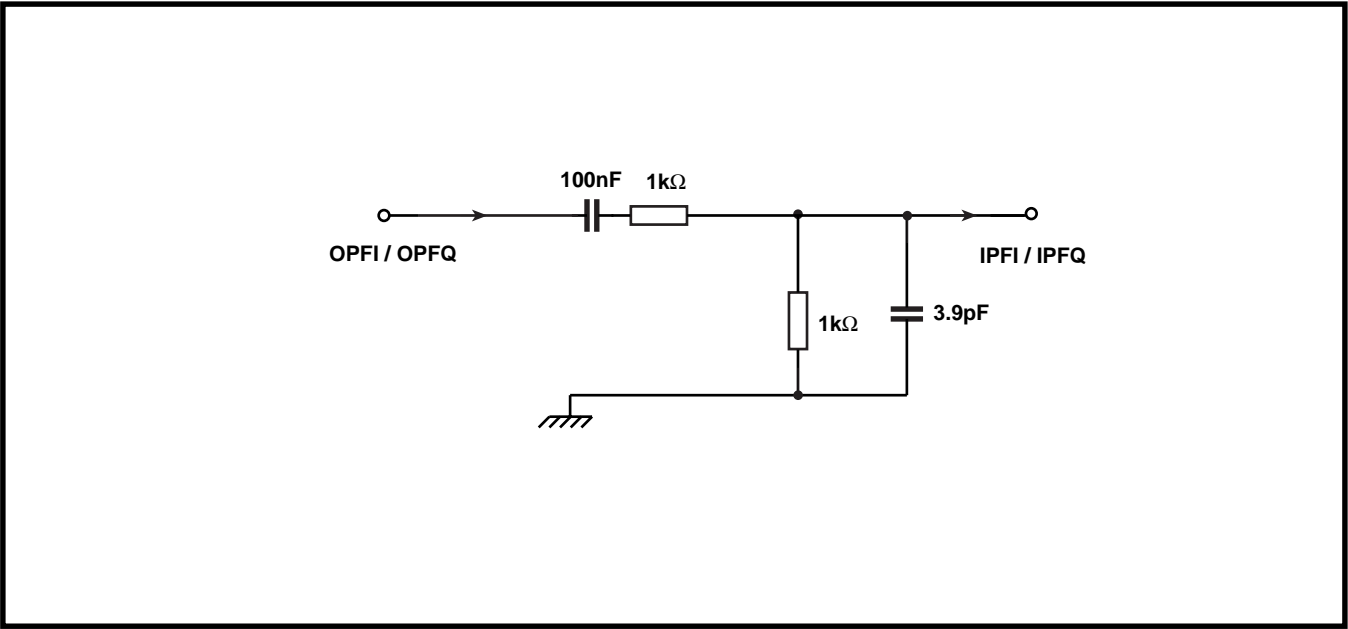 100nF
1kΩ
OPFI / OPFQ
IPFI / IPFQ
1kΩ
3.9pF